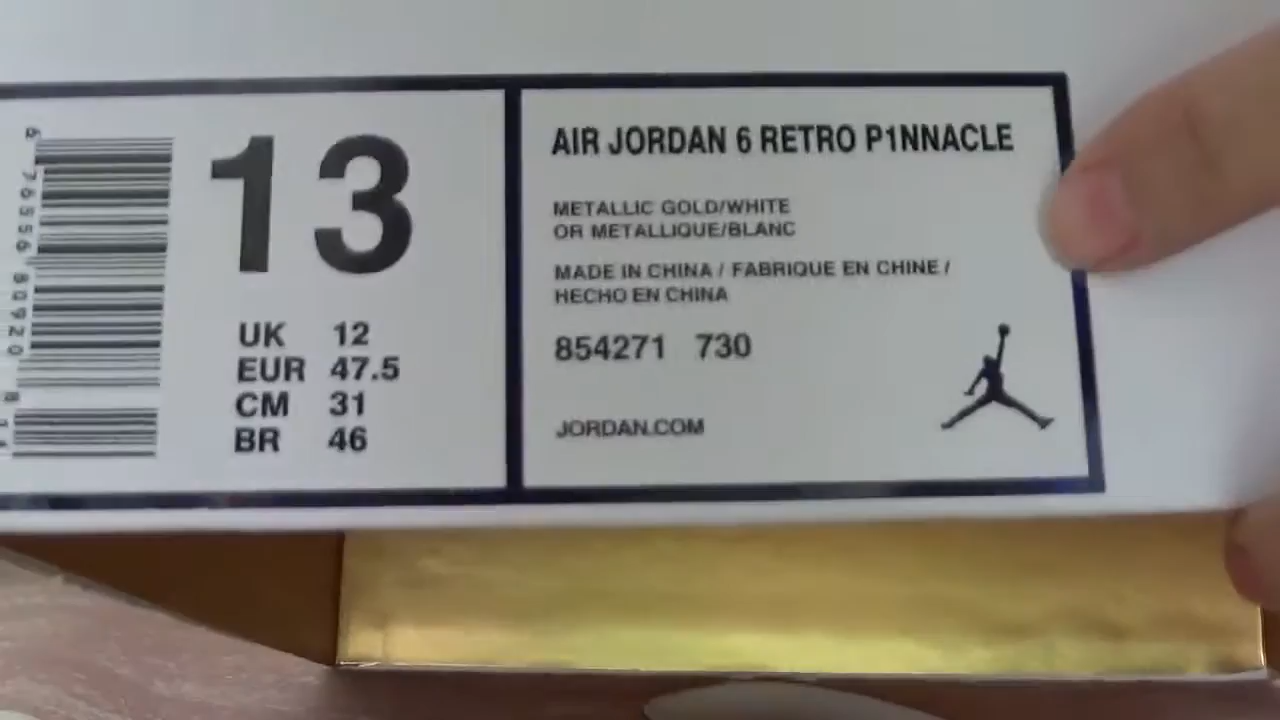 13
UK 12
EUR 47.5
CM 31
BR 46
AIR JORDAN 6 RETRO P1NNACLE
METALLIC GOLD/WHITE
OR METALLIQUE/BLANC
MADE IN CHINA / FABRIQUE EN CHINE /
HECHO EN CHINA
854271 730
JORDAN.COM